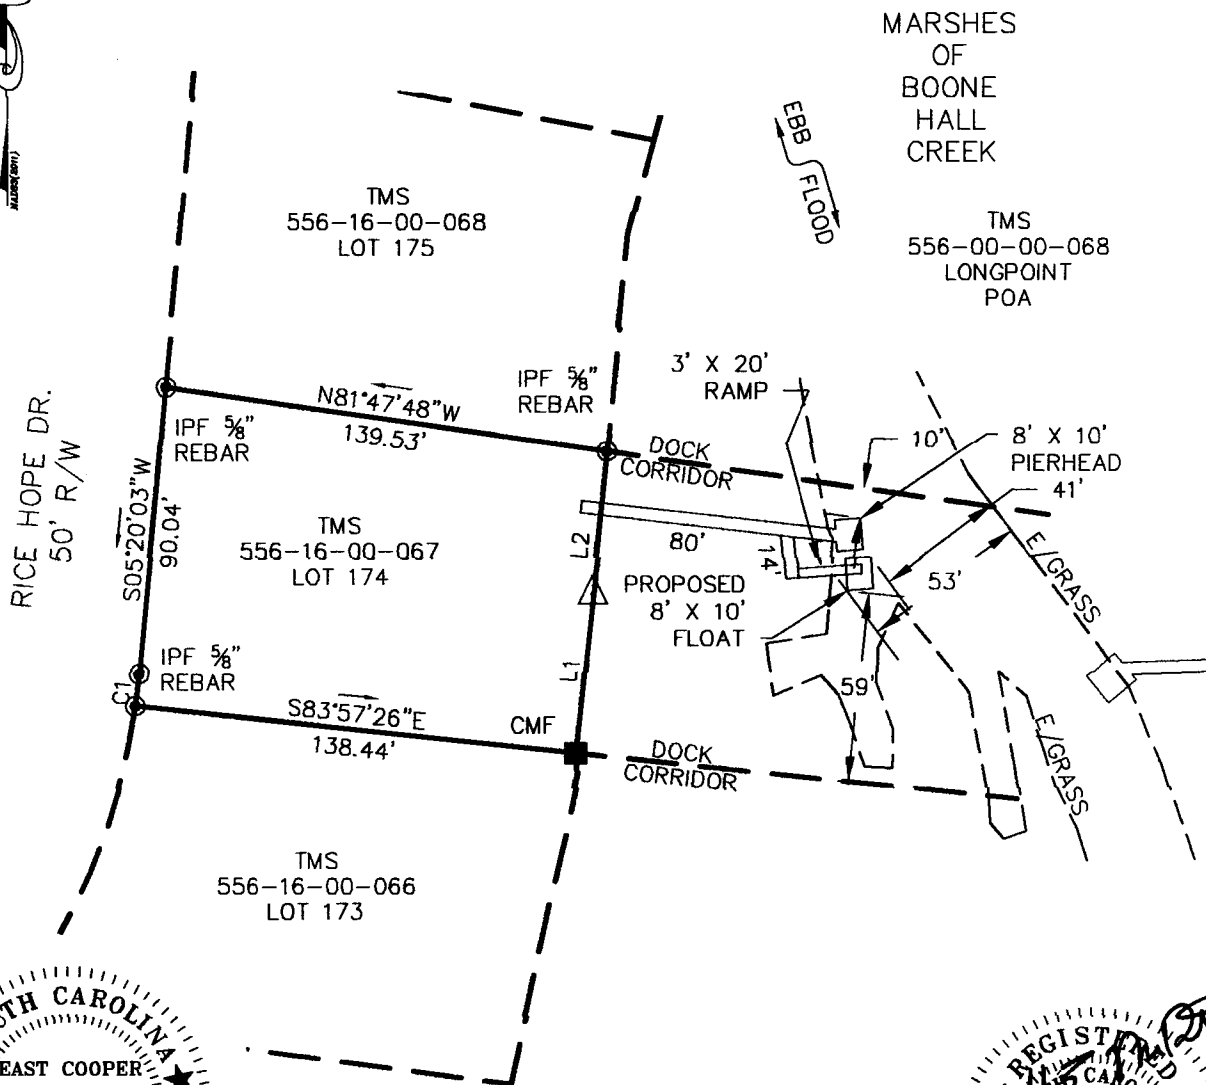 MARSHES
OF
BOONE
HALL
CREEK
EBB
FLOOD
TMS
556-16-00-068
LOT 175
TMS
556-00-00-068
LONGPOINT
POA
3' X 20'
RAMP
IPF 5/8"
REBAR
N81°47'48"W
139.53'
IPF 5/8"
REBAR
DOCK
CORRIDOR
10'
8' X 10'
PIERHEAD
41'
RICE HOPE DR.
50' R/W
S05°20'03"W
90.04'
TMS
556-16-00-067
LOT 174
L2
80'
14'
PROPOSED
8' X 10'
FLOAT
53'
E/GRASS
IPF 5/8"
REBAR
C1
L1
59'
S83°57'26"E
138.44'
CMF
DOCK
CORRIDOR
E/GRASS
TMS
556-16-00-066
LOT 173
TH CAROLINA
EAST COOPER
REGISTERED
CA